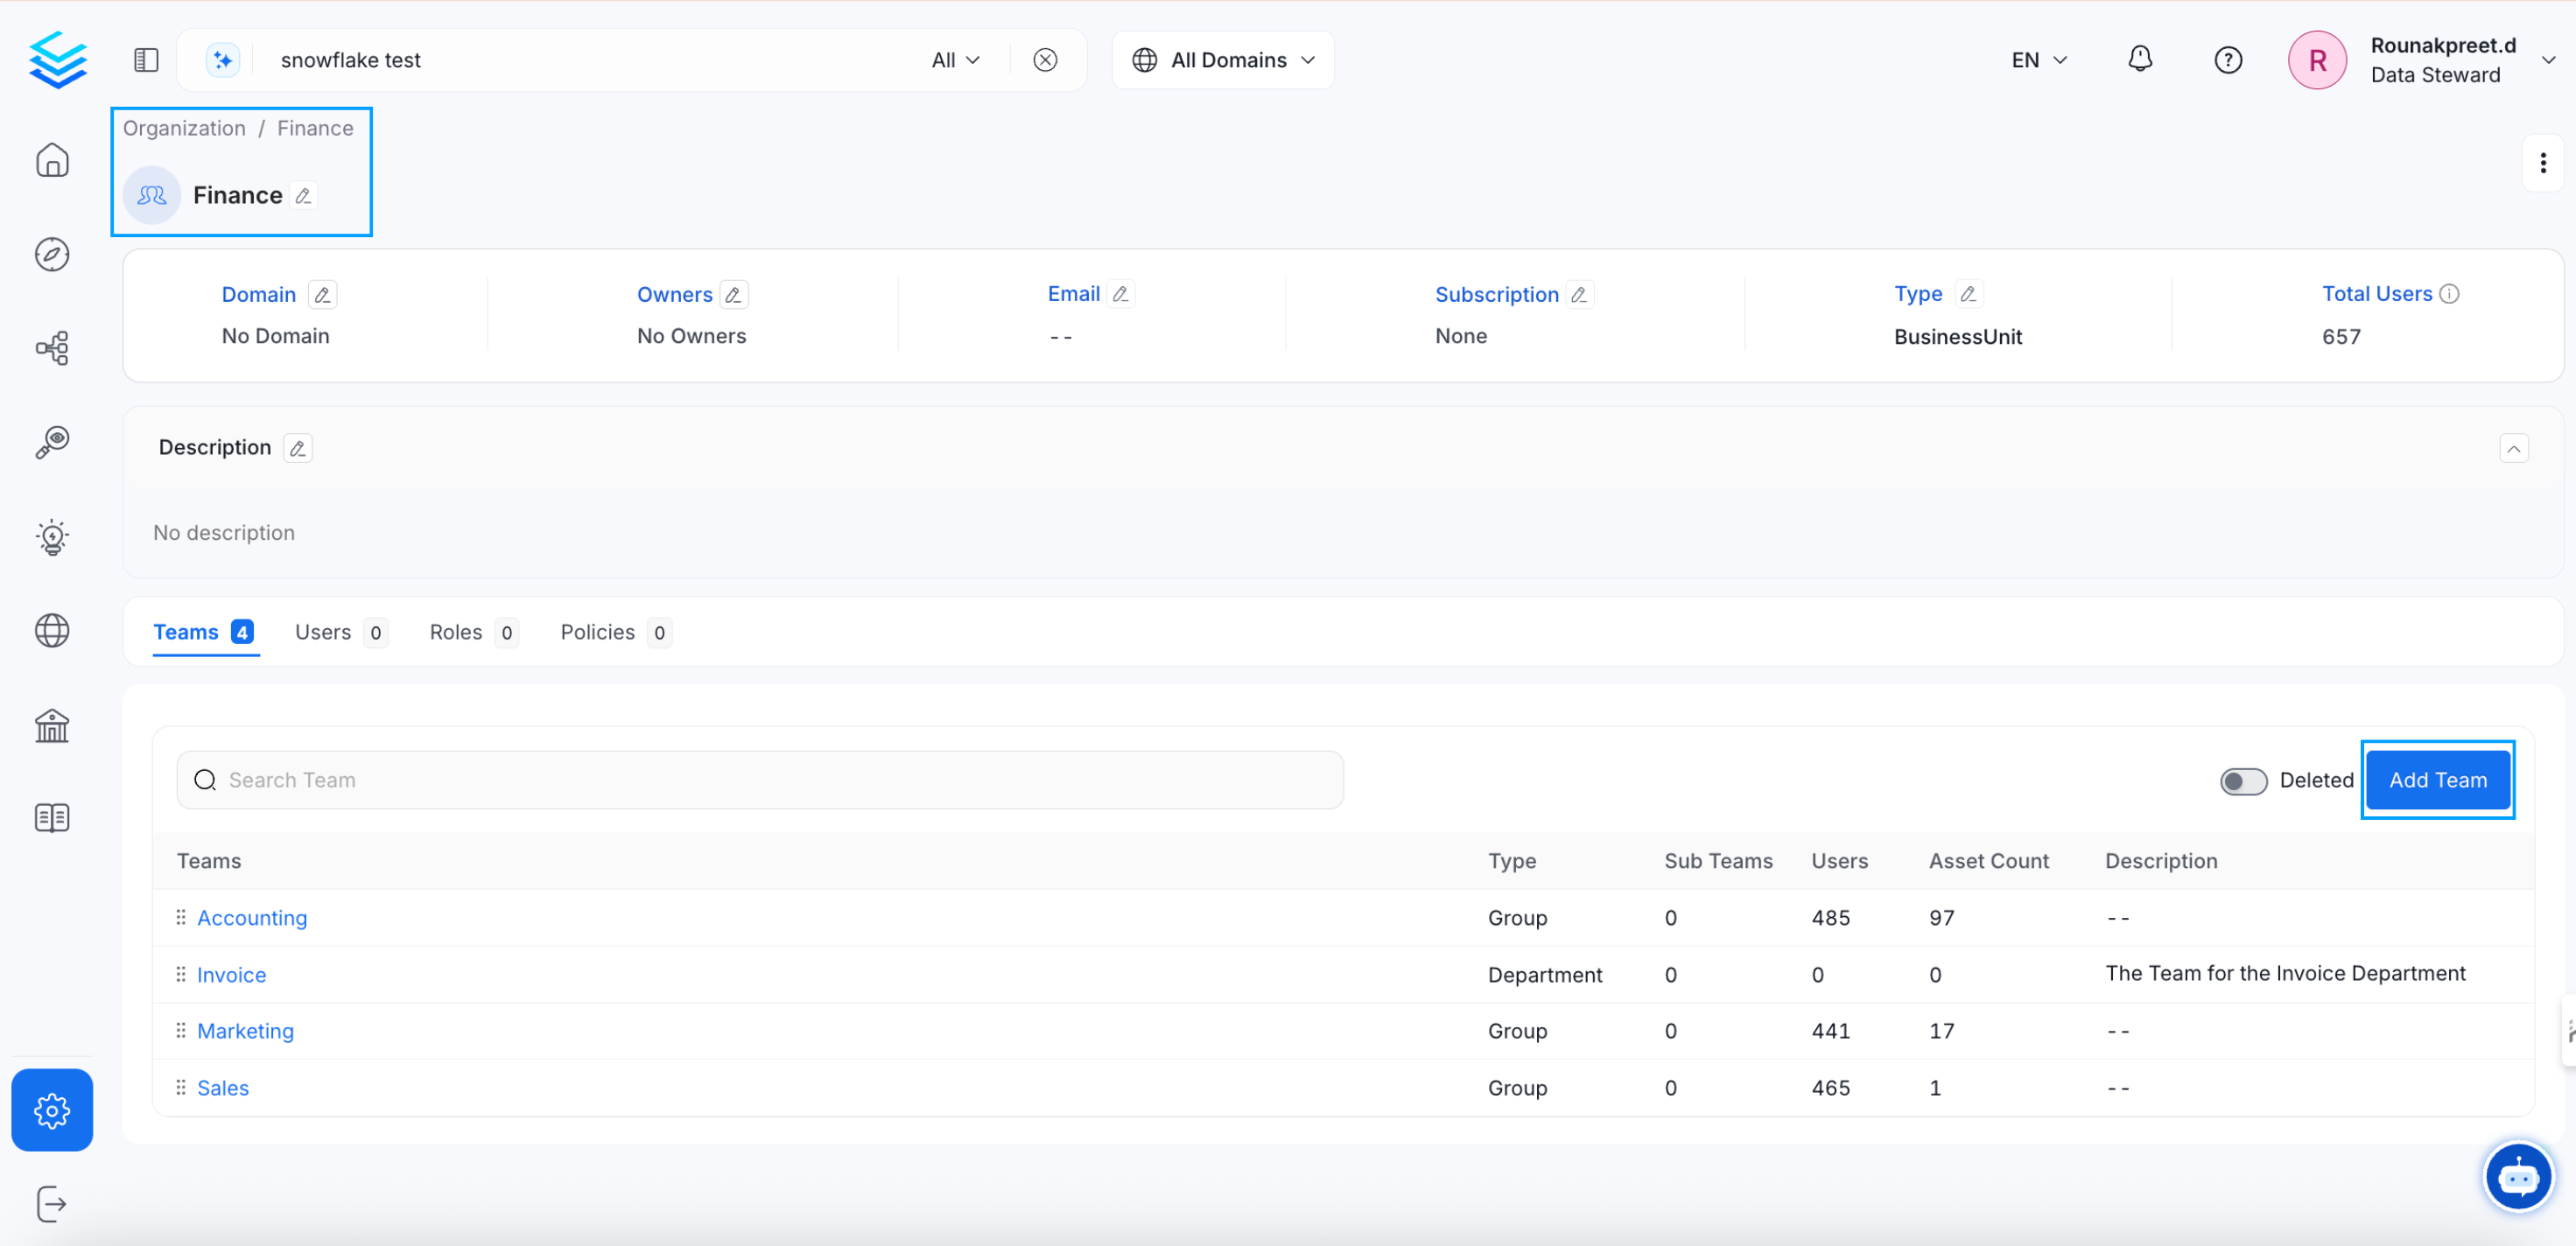 snowflake test
All
All Domains
EN
R
Rounakpreet.d
Data Steward
Organization / Finance
Finance
Domain
No Domain
Owners
No Owners
Email
--
Subscription
None
Type
BusinessUnit
Total Users
657
Description
No description
Teams 4
Users 0
Roles 0
Policies 0
Search Team
Deleted
Add Team
Teams Type Sub Teams Users Asset Count Description
Accounting Group 0 485 97 --
Invoice Department 0 0 0 The Team for the Invoice Department
Marketing Group 0 441 17 --
Sales Group 0 465 1 --